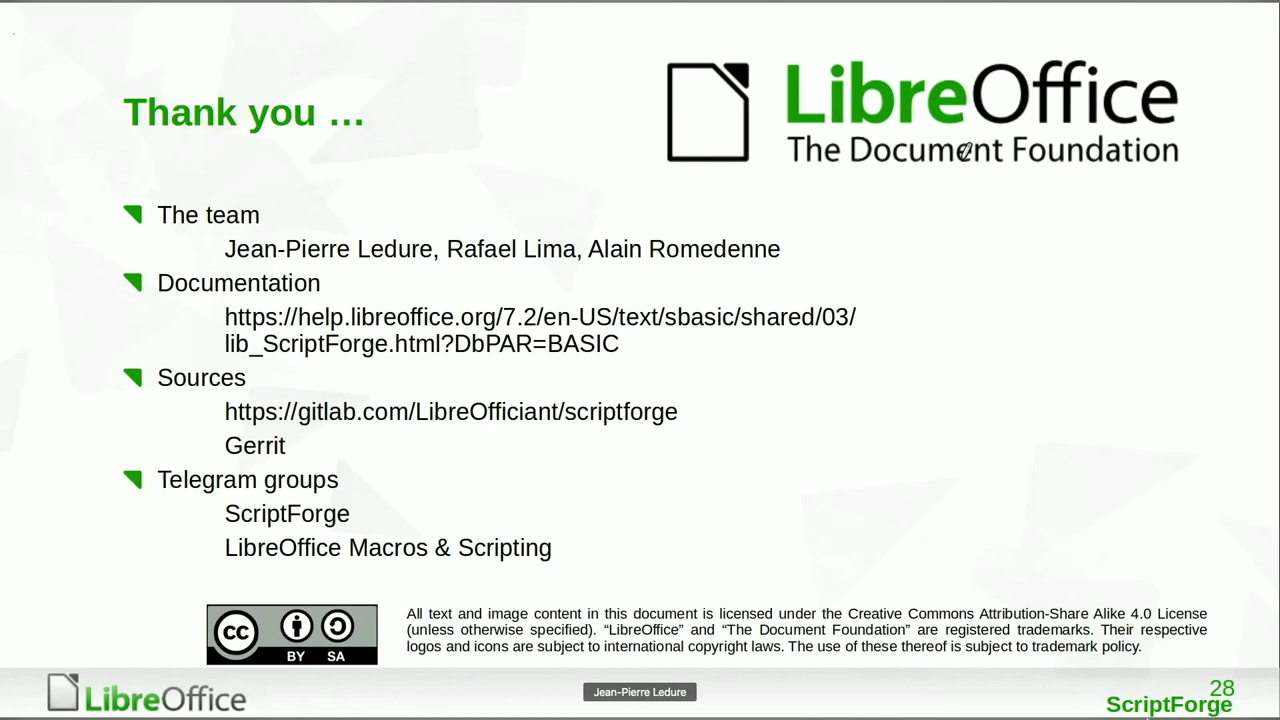 Thank you …
LibreOffice
The Document Foundation
The team
Jean-Pierre Ledure, Rafael Lima, Alain Romedenne
Documentation
https://help.libreoffice.org/7.2/en-US/text/sbasic/shared/03/
lib_ScriptForge.html?DbPAR=BASIC
Sources
https://gitlab.com/LibreOfficiant/scriptforge
Gerrit
Telegram groups
ScriptForge
LibreOffice Macros & Scripting
cc
BY SA
All text and image content in this document is licensed under the Creative Commons Attribution-Share Alike 4.0 License
(unless otherwise specified). “LibreOffice” and “The Document Foundation” are registered trademarks. Their respective
logos and icons are subject to international copyright laws. The use of these thereof is subject to trademark policy.
LibreOffice
Jean-Pierre Ledure
28
ScriptForge